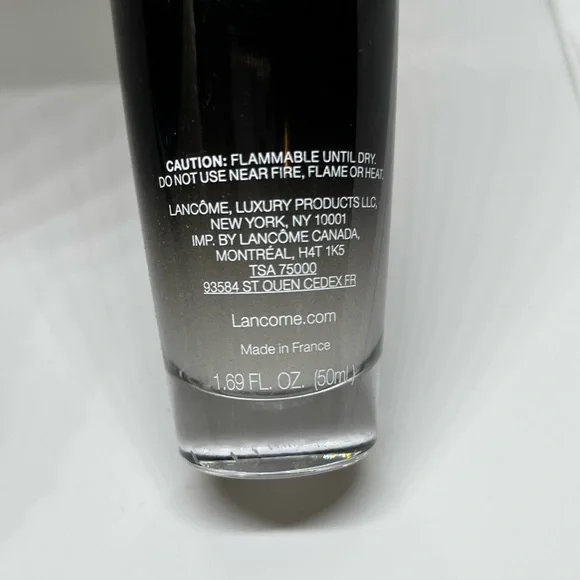 CAUTION: FLAMMABLE UNTIL DRY.
DO NOT USE NEAR FIRE, FLAME OR HEAT.
LANCÔME, LUXURY PRODUCTS LLC,
NEW YORK, NY 10001
IMP. BY LANCÔME CANADA,
MONTRÉAL, H4T 1K5
TSA 75000
93584 ST OUEN CEDEX FR
Lancome.com
Made in France
1.69 FL. OZ. (50mL)